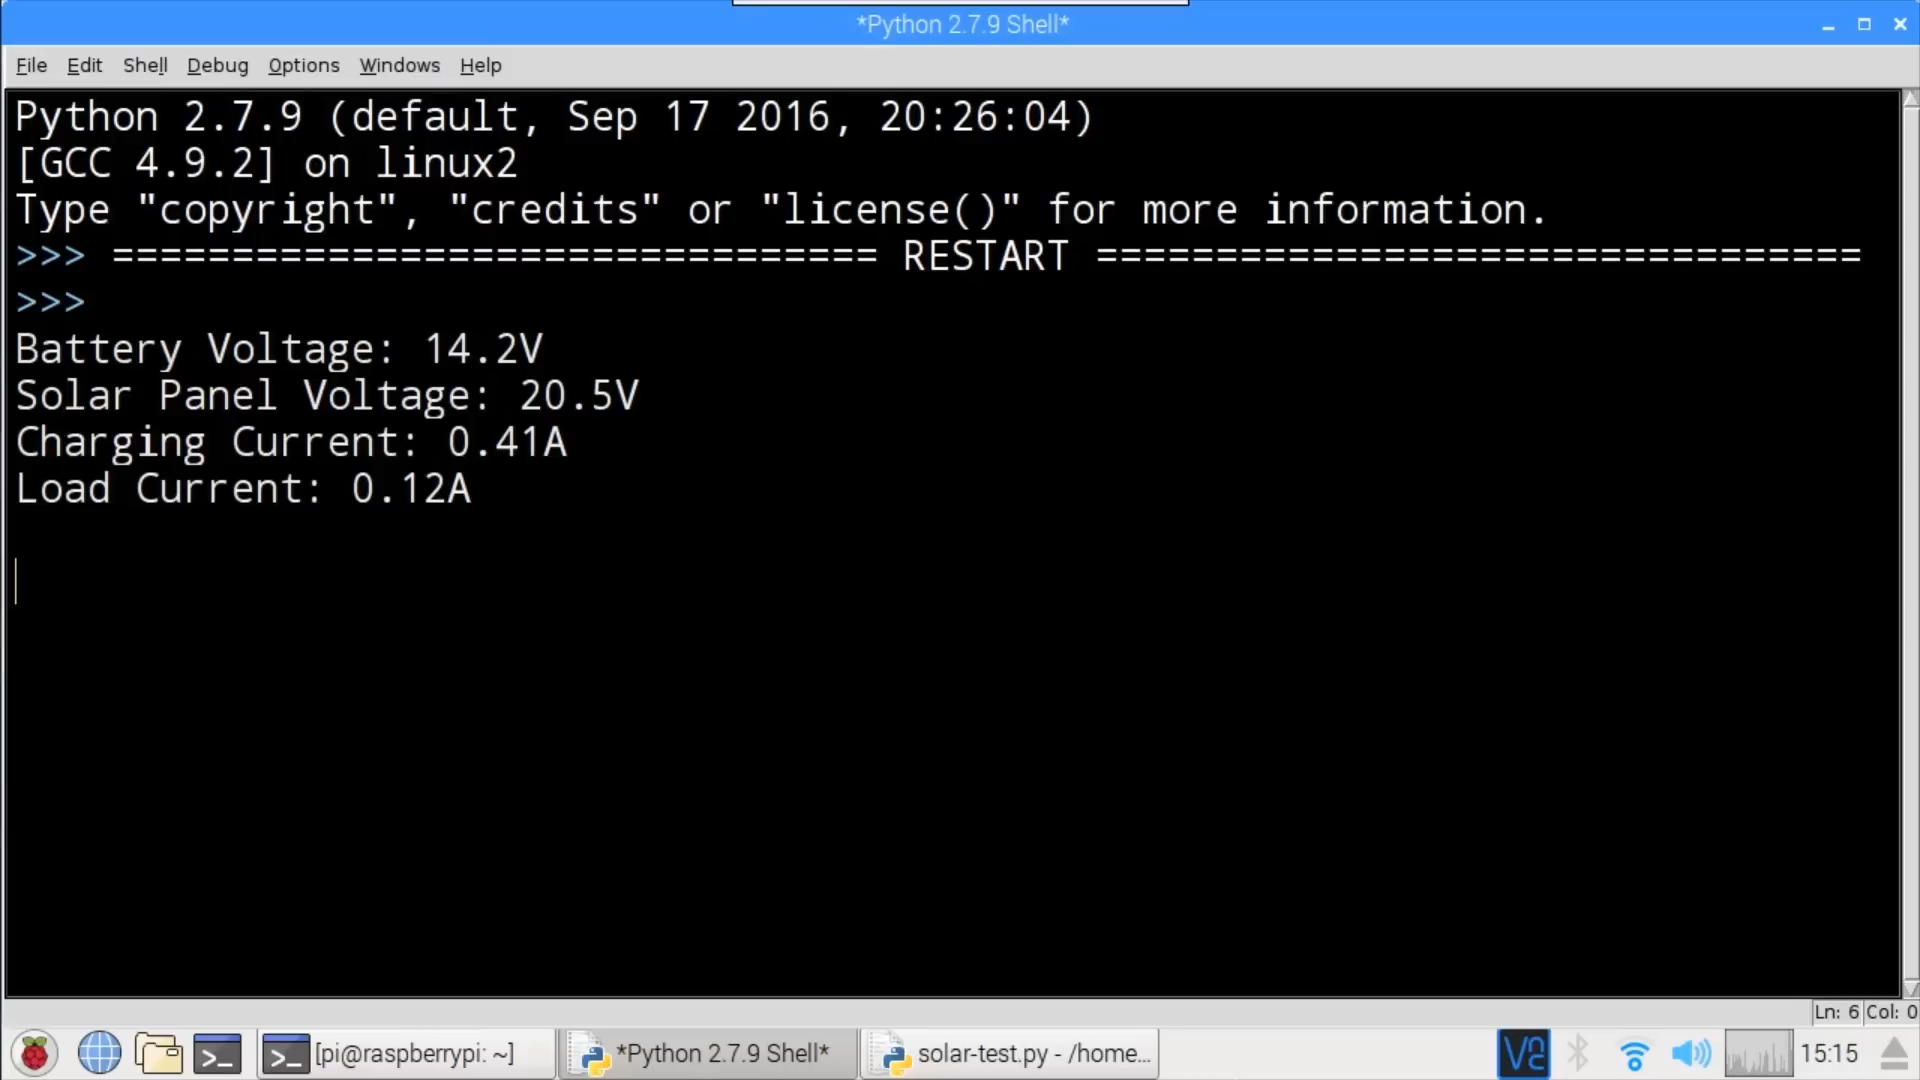 *Python 2.7.9 Shell*
File Edit Shell Debug Options Windows Help
Python 2.7.9 (default, Sep 17 2016, 20:26:04)
[GCC 4.9.2] on linux2
Type "copyright", "credits" or "license()" for more information.
>>> ================================ RESTART ================================
>>>
Battery Voltage: 14.2V
Solar Panel Voltage: 20.5V
Charging Current: 0.41A
Load Current: 0.12A
Ln: 6 Col: 0
[pi@raspberrypi: ~] *Python 2.7.9 Shell* solar-test.py - /home... 15:15